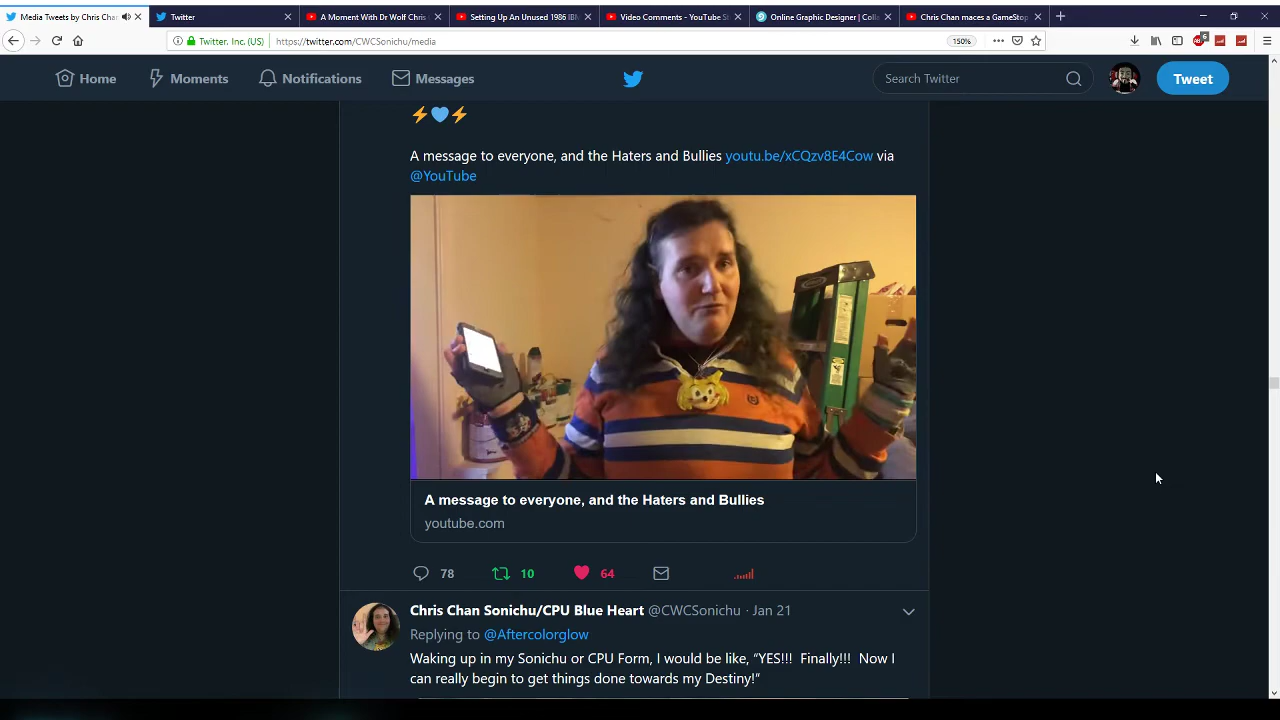 Media Tweets by Chris Chan
Twitter
A Moment With Dr Wolf Chris C
Setting Up An Unused 1986 IBM
Video Comments - YouTube St
Online Graphic Designer | Colle
Chris Chan maces a GameStop
Twitter, Inc. (US)
https://twitter.com/CWCSonichu/media
150%
6
Home
Moments
Notifications
Messages
Search Twitter
Tweet
A message to everyone, and the Haters and Bullies youtu.be/xCQzv8E4Cow via
@YouTube
A message to everyone, and the Haters and Bullies
youtube.com
78
10
64
Chris Chan Sonichu/CPU Blue Heart @CWCSonichu · Jan 21
Replying to @Aftercolorglow
Waking up in my Sonichu or CPU Form, I would be like, “YES!!! Finally!!! Now I
can really begin to get things done towards my Destiny!”